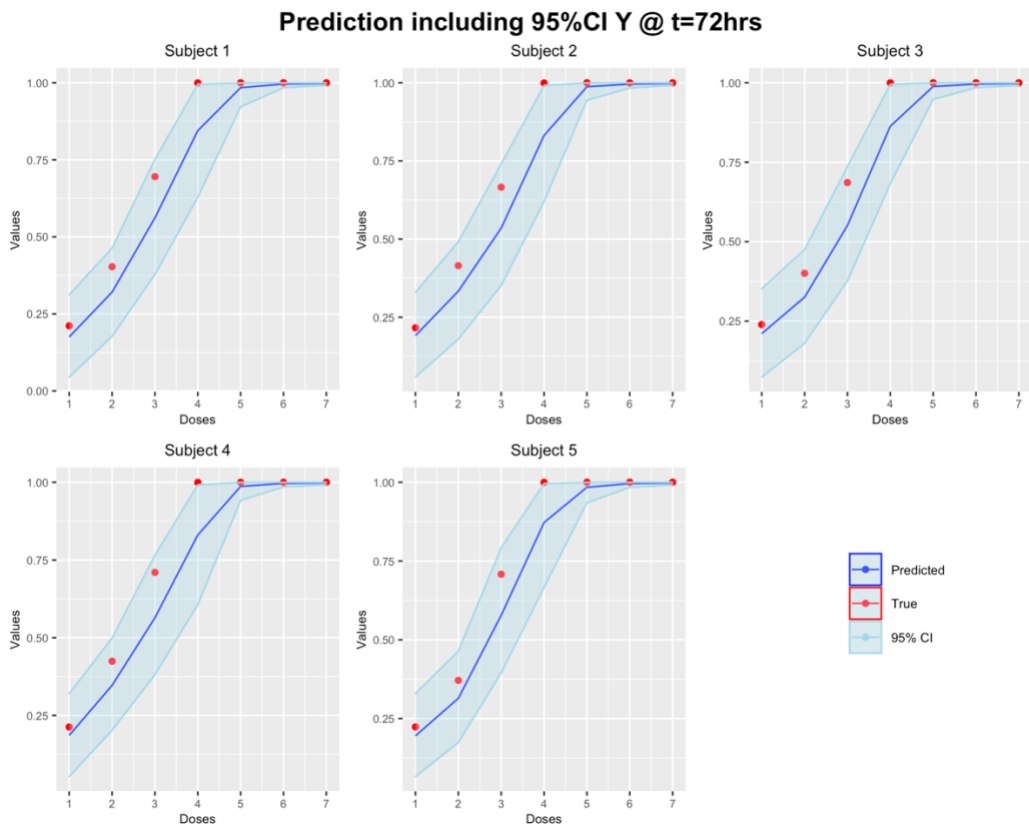 Prediction including 95%CI Y @ t=72hrs
Subject 1
1.00
0.75
0.50
0.25
0.00
Values
1 2 3 4 5 6 7
Doses
Subject 2
1.00
0.75
0.50
0.25
Values
1 2 3 4 5 6 7
Doses
Subject 3
1.00
0.75
0.50
0.25
Values
1 2 3 4 5 6 7
Doses
Subject 4
1.00
0.75
0.50
0.25
Values
1 2 3 4 5 6 7
Doses
Subject 5
1.00
0.75
0.50
0.25
Values
1 2 3 4 5 6 7
Doses
Predicted
True
95% CI